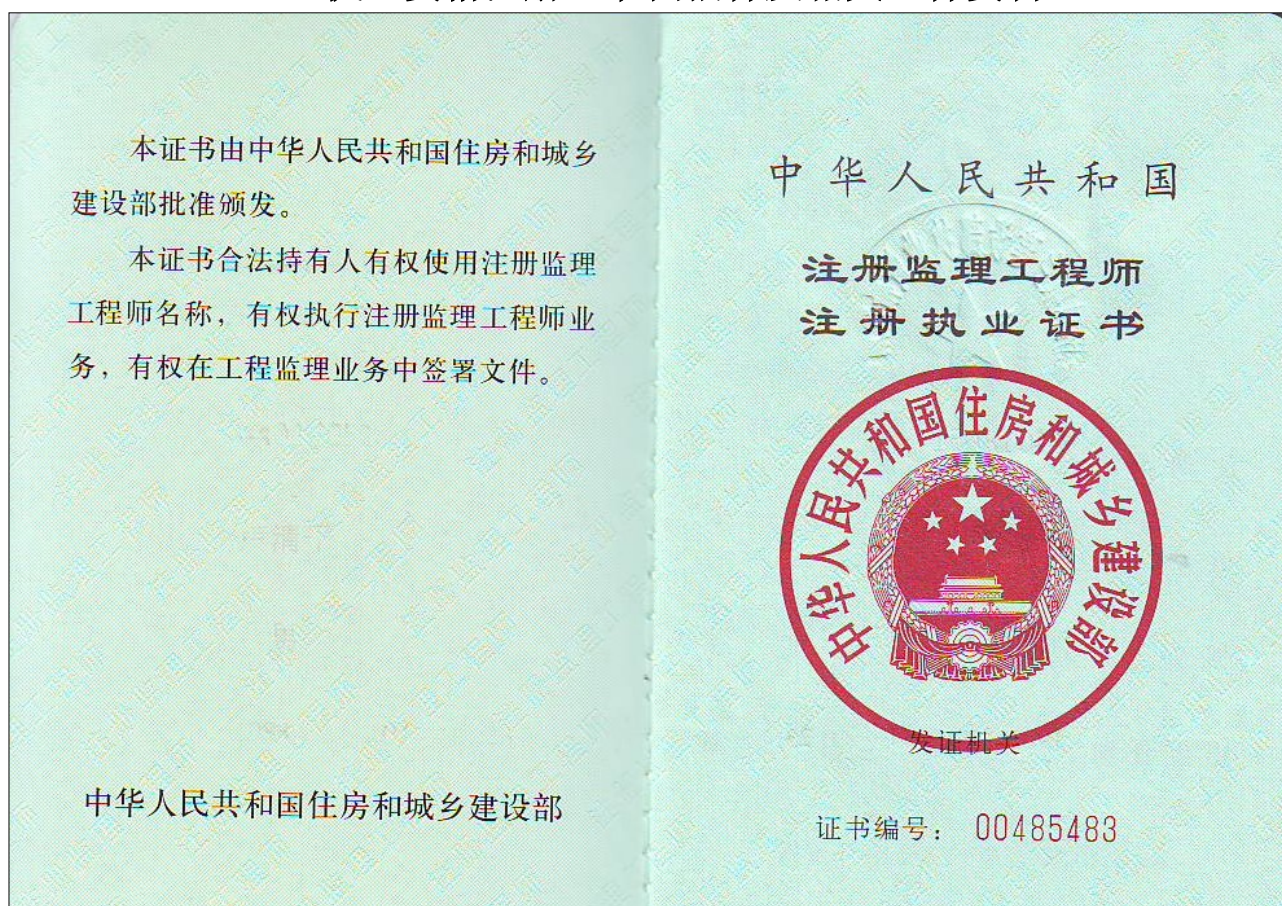 本证书由中华人民共和国住房和城乡
建设部批准颁发。
本证书合法持有人有权使用注册监理
工程师名称，有权执行注册监理工程师业
务，有权在工程监理业务中签署文件。
中华人民共和国住房和城乡建设部
中华人民共和国
注册监理工程师
注册执业证书
中华人民共和国住房和城乡建设部
发证机关
证书编号： 00485483